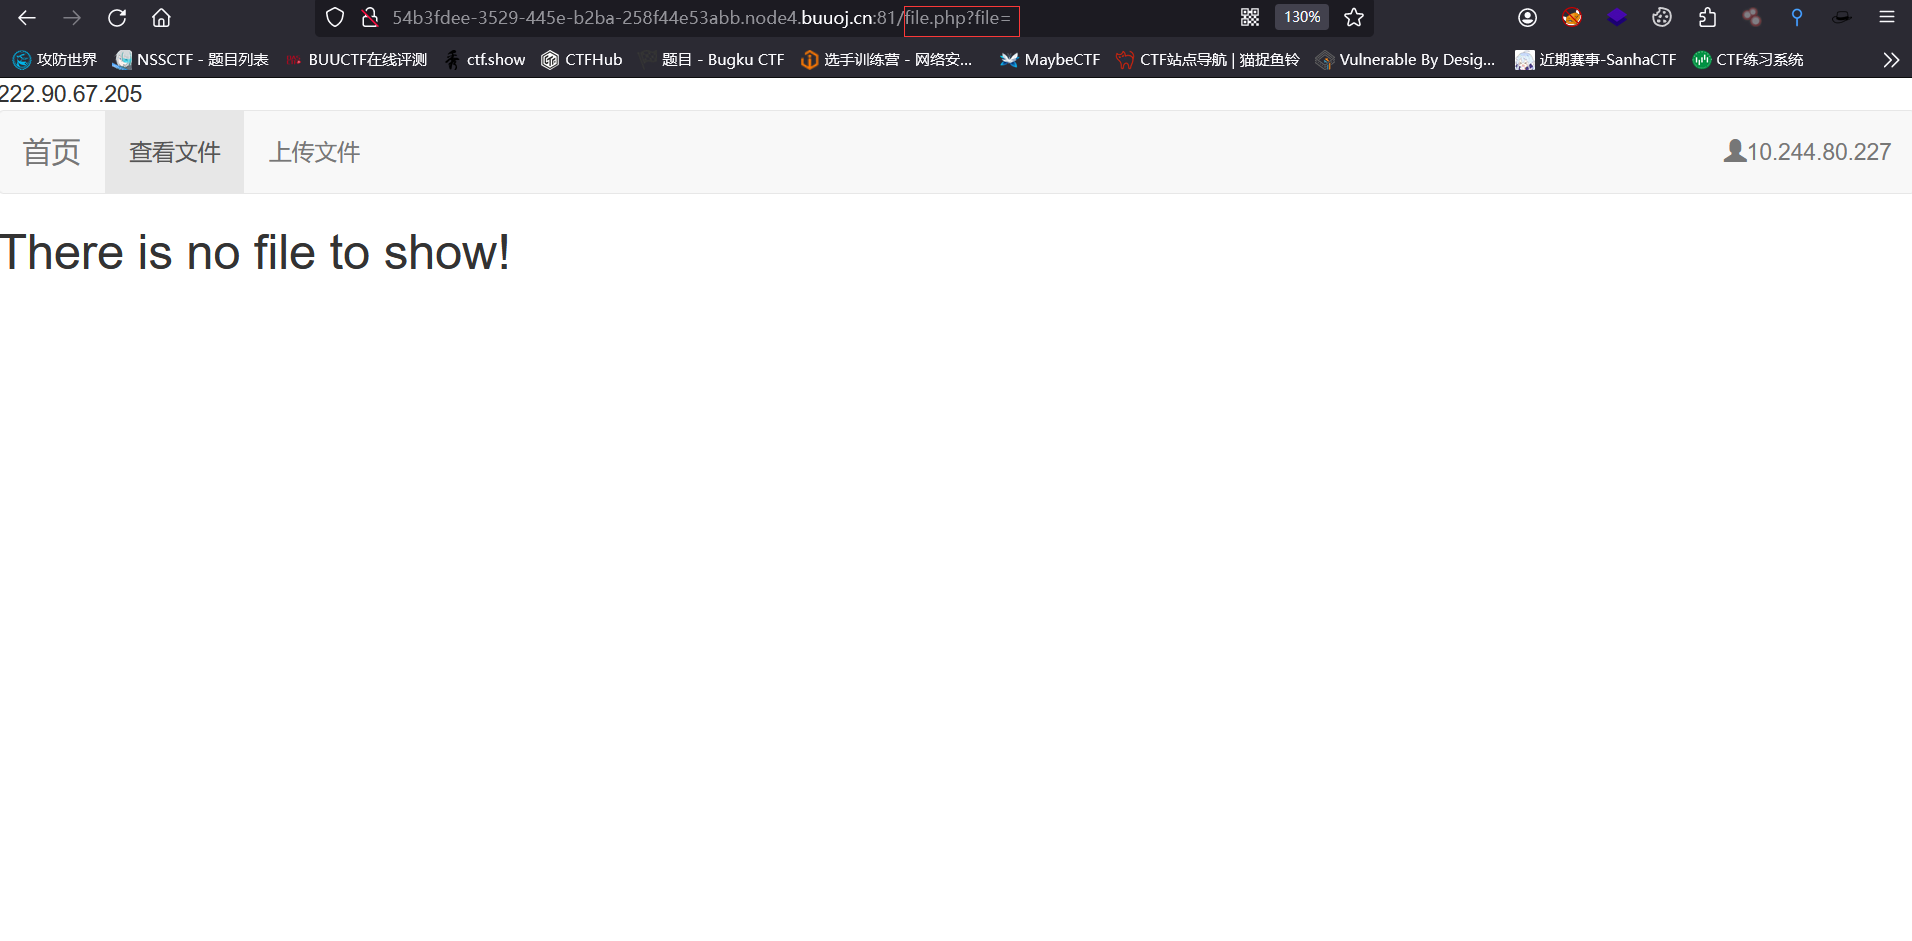 54b3fdee-3529-445e-b2ba-258f44e53abb.node4.buuoj.cn:81/file.php?file= 130%
攻防世界 NSSCTF - 题目列表 BUUCTF在线评测 ctf.show CTFHub 题目 - Bugku CTF 选手训练营 - 网络安... MaybeCTF CTF站点导航 | 猫捉鱼铃 Vulnerable By Desig... 近期赛事-SanhaCTF CTF练习系统
222.90.67.205
首页 查看文件 上传文件 10.244.80.227
There is no file to show!